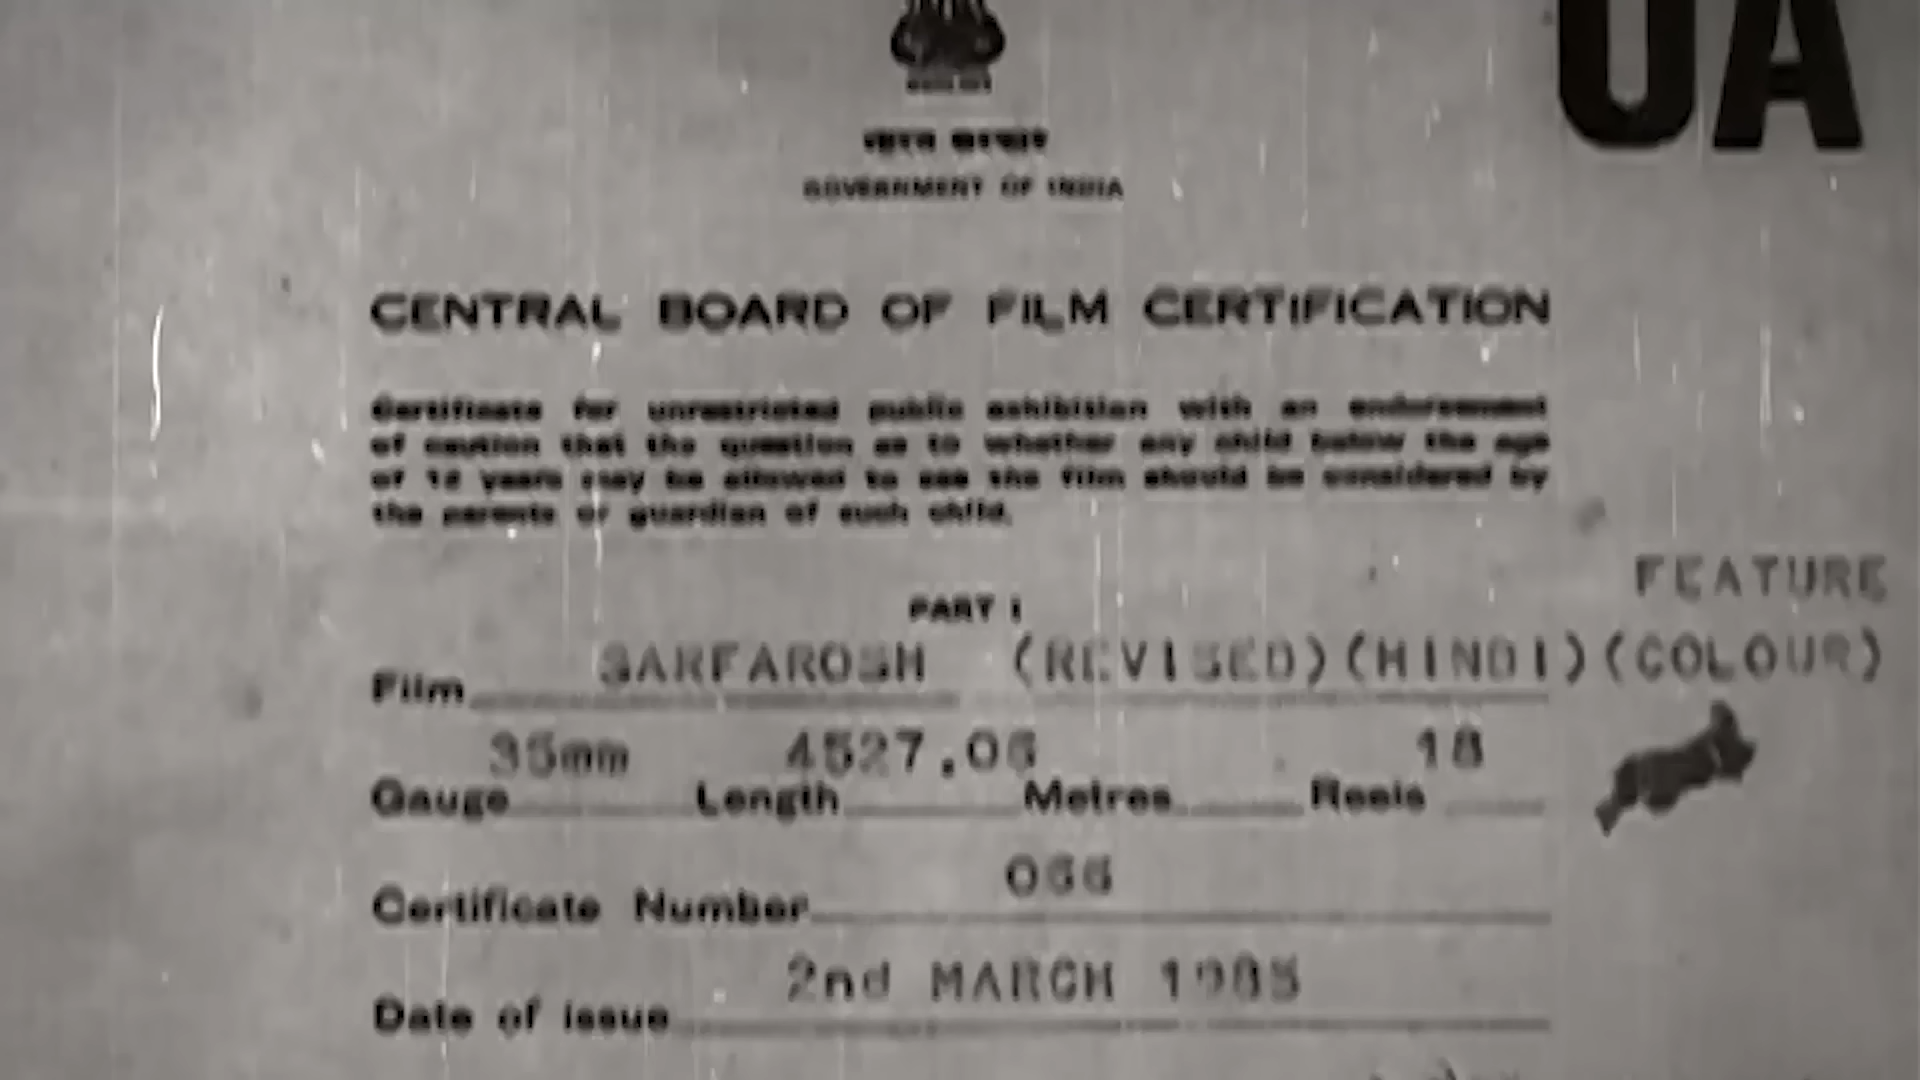 UA
भारत सरकार
GOVERNMENT OF INDIA
CENTRAL BOARD OF FILM CERTIFICATION
Certificate for unrestricted public exhibition with an endorsement
of caution that the question as to whether any child below the age
of 12 years may be allowed to see the film should be considered by
the parents or guardian of such child.
PART I
FEATURE
Film SARFAROSH (REVISED)(HINDI)(COLOUR)
35mm 4527.06 18
Gauge Length Metres Reels
Certificate Number
2nd MARCH 1985
Date of issue